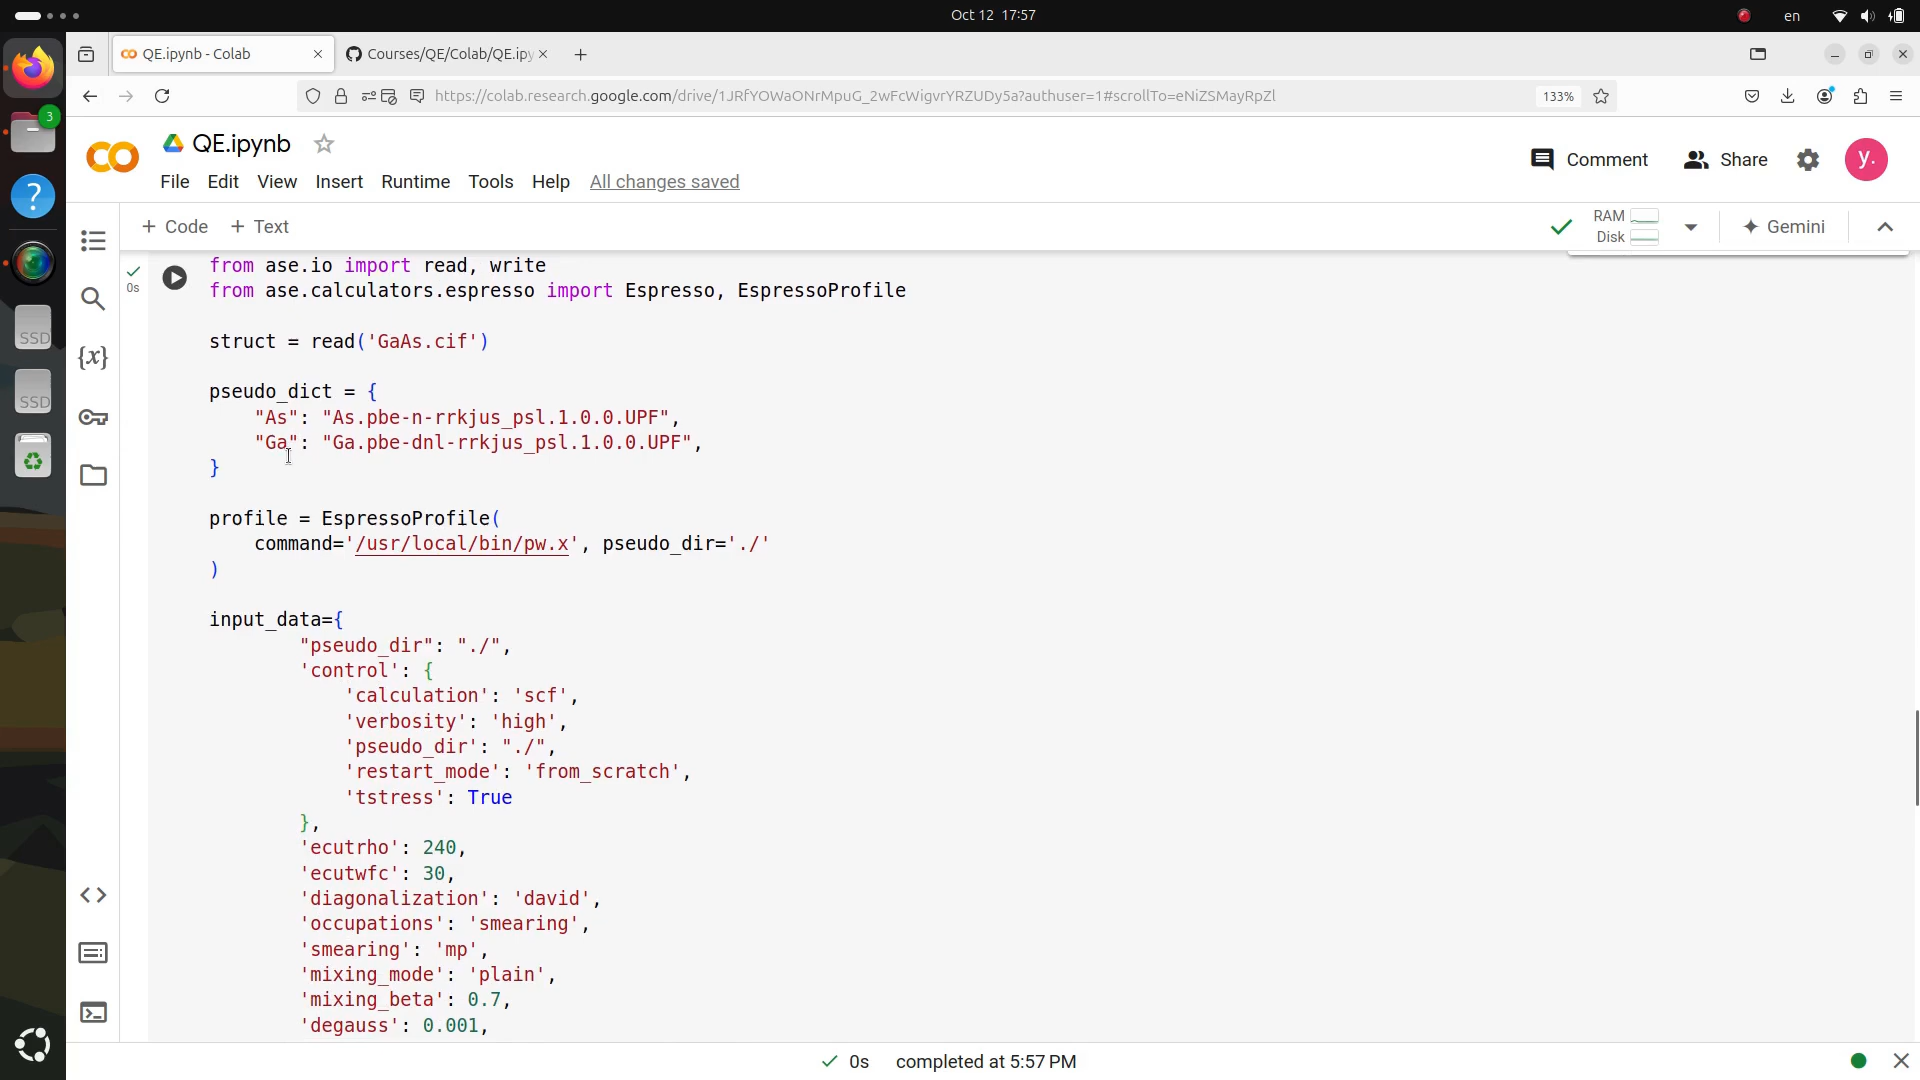 Oct 12 17:57
en
QE.ipynb - Colab
Courses/QE/Colab/QE.ipy
https://colab.research.google.com/drive/1JRfYOWaONrMpuG_2wFcWigvrYRZUDy5a?authuser=1#scrollTo=eNiZSMayRpZl
133%
3
QE.ipynb
File Edit View Insert Runtime Tools Help All changes saved
Comment
Share
y.
+ Code + Text
RAM
Disk
Gemini
0s
from ase.io import read, write
from ase.calculators.espresso import Espresso, EspressoProfile
struct = read('GaAs.cif')
pseudo_dict = {
"As": "As.pbe-n-rrkjus_psl.1.0.0.UPF",
"Ga": "Ga.pbe-dnl-rrkjus_psl.1.0.0.UPF",
}
profile = EspressoProfile(
command='/usr/local/bin/pw.x', pseudo_dir='./'
)
input_data={
"pseudo_dir": "./",
'control': {
'calculation': 'scf',
'verbosity': 'high',
'pseudo_dir': "./",
'restart_mode': 'from_scratch',
'tstress': True
},
'ecutrho': 240,
'ecutwfc': 30,
'diagonalization': 'david',
'occupations': 'smearing',
'smearing': 'mp',
'mixing_mode': 'plain',
'mixing_beta': 0.7,
'degauss': 0.001,
{x}
SSD
SSD
0s completed at 5:57 PM